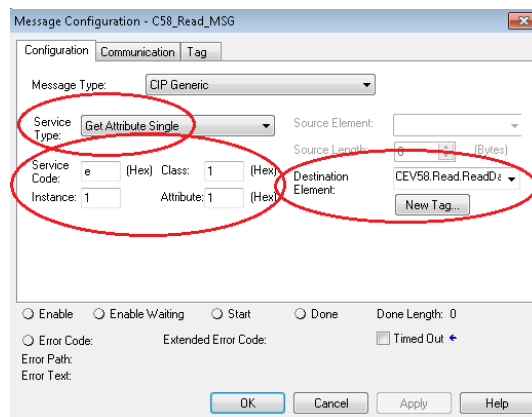 Message Configuration - C58_Read_MSG
Configuration Communication Tag
Message Type: CIP Generic
Service Type: Get Attribute Single
Source Element:
Source Length: 0 (Bytes)
Service Code: e (Hex) Class: 1 (Hex)
Destination Element: CEV58.Read.ReadDa
Instance: 1 Attribute: 1 (Hex)
New Tag...
Enable Enable Waiting Start Done Done Length: 0
Error Code: Extended Error Code: Timed Out
Error Path:
Error Text:
OK Cancel Apply Help